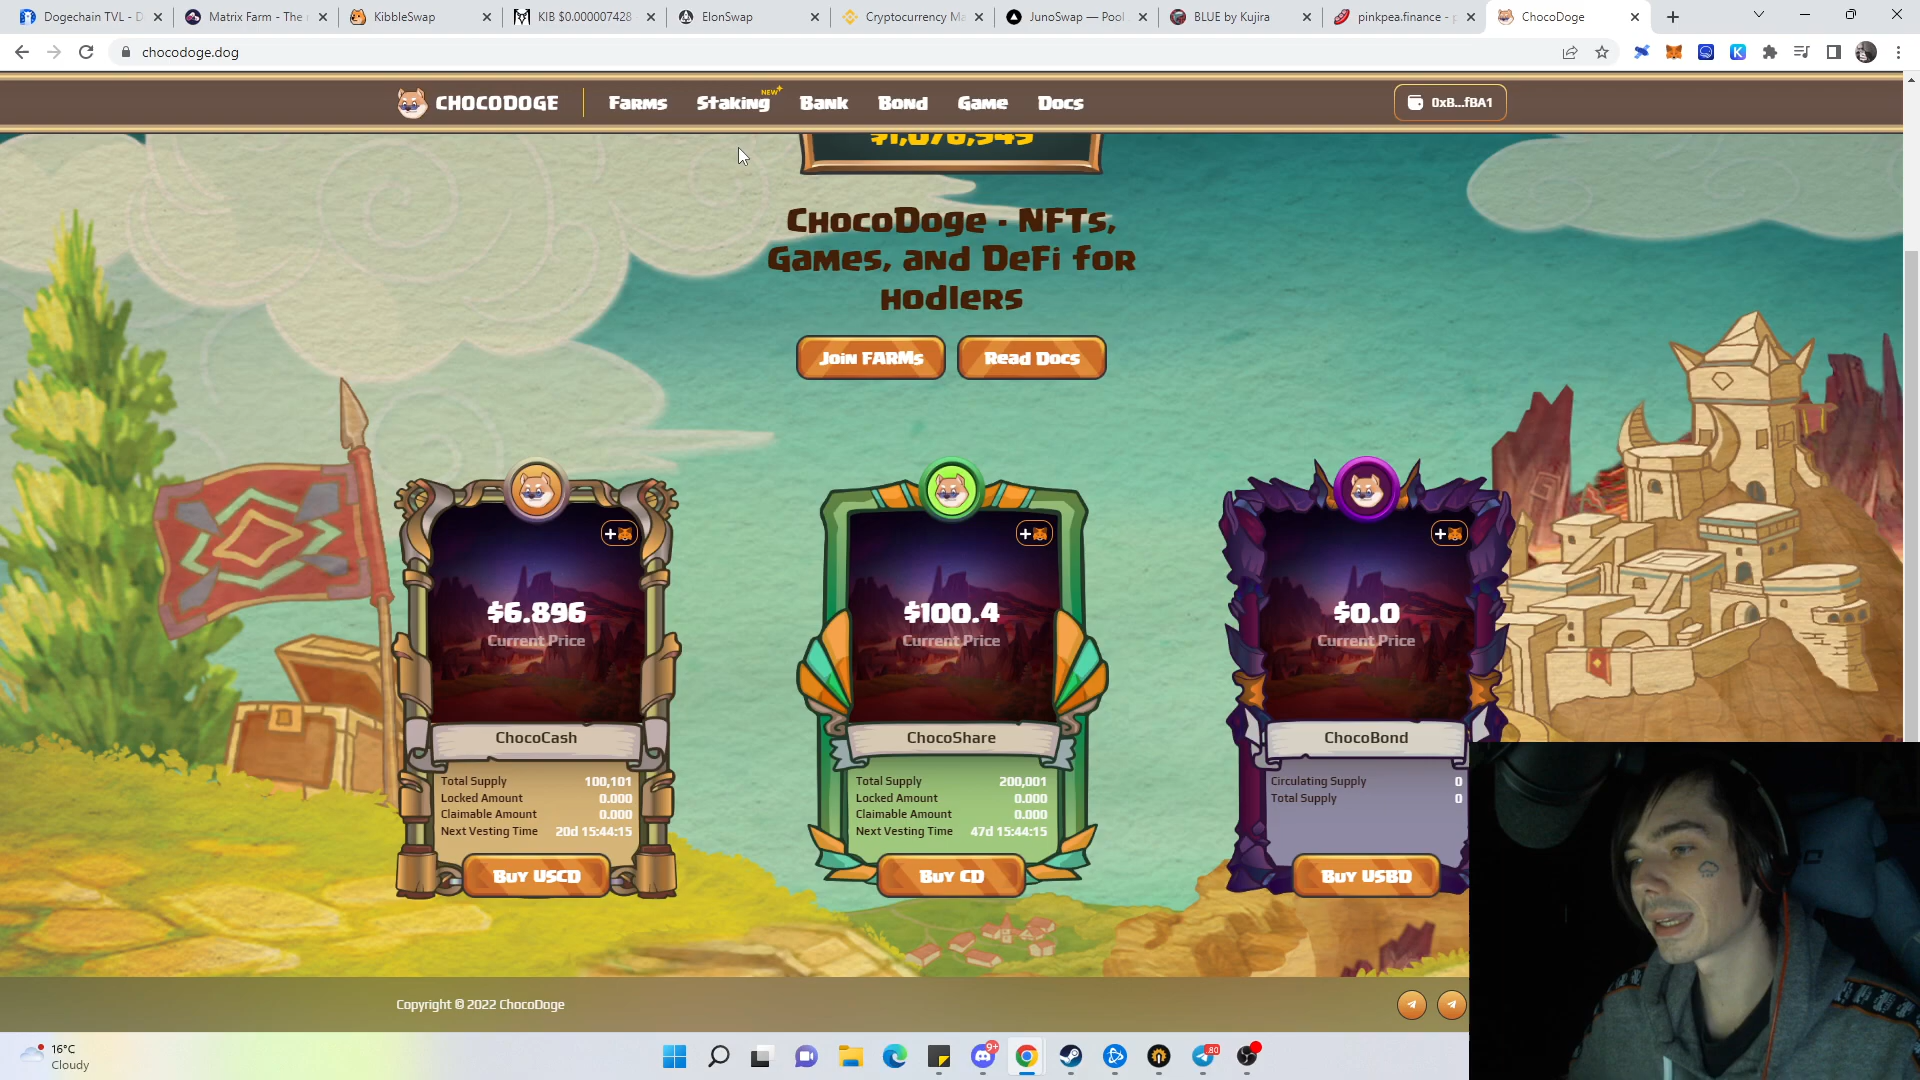 Dogechain TVL - D
Matrix Farm - The
KibbleSwap
KIB $0.000007428
ElonSwap
Cryptocurrency Ma
JunoSwap — Pool
BLUE by Kujira
pinkpea.finance - p
ChocoDoge
chocodoge.dog
CHOCODOGE
Farms
Staking
NEW
Bank
Bond
Game
Docs
0xB...fBA1
ChocoDoge - NFTs,
Games, and DeFi for
Hodlers
Join FARMs
Read Docs
$6.896
Current Price
ChocoCash
Total Supply 100,101
Locked Amount 0.000
Claimable Amount 0.000
Next Vesting Time 20d 15:44:15
Buy USCD
$100.4
Current Price
ChocoShare
Total Supply 200,001
Locked Amount 0.000
Claimable Amount 0.000
Next Vesting Time 47d 15:44:15
Buy CD
$0.0
Current Price
ChocoBond
Circulating Supply 0
Total Supply 0
Buy USBD
Copyright © 2022 ChocoDoge
16°C
Cloudy
9+
80